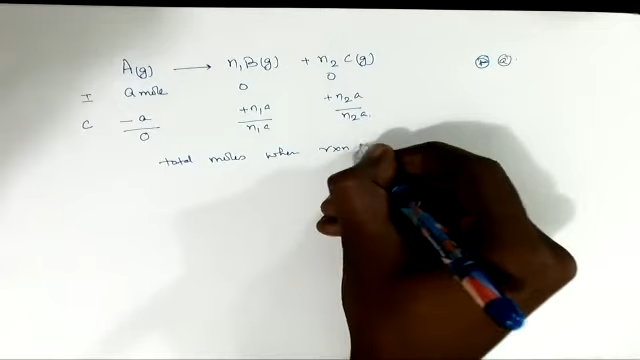 A(g) ⟶ n₁B(g) + n₂C(g)
I a mole 0 0
C -a +n₁a +n₂a
0 n₁a n₂a.
total moles when rxn